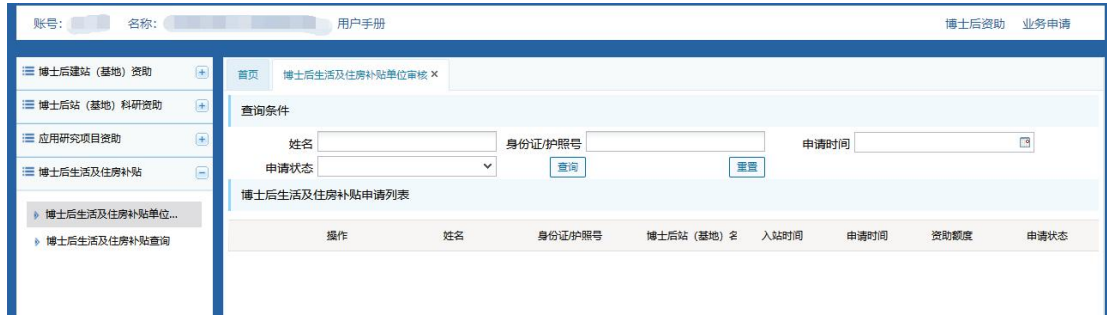 账号： 名称： 用户手册 博士后资助 业务申请
博士后建站（基地）资助
博士后站（基地）科研资助
应用研究项目资助
博士后生活及住房补贴
博士后生活及住房补贴单位...
博士后生活及住房补贴查询
首页 博士后生活及住房补贴单位审核 ×
查询条件
姓名 身份证/护照号 申请时间
申请状态 查询 重置
博士后生活及住房补贴申请列表
操作 姓名 身份证/护照号 博士后站（基地）名 入站时间 申请时间 资助额度 申请状态